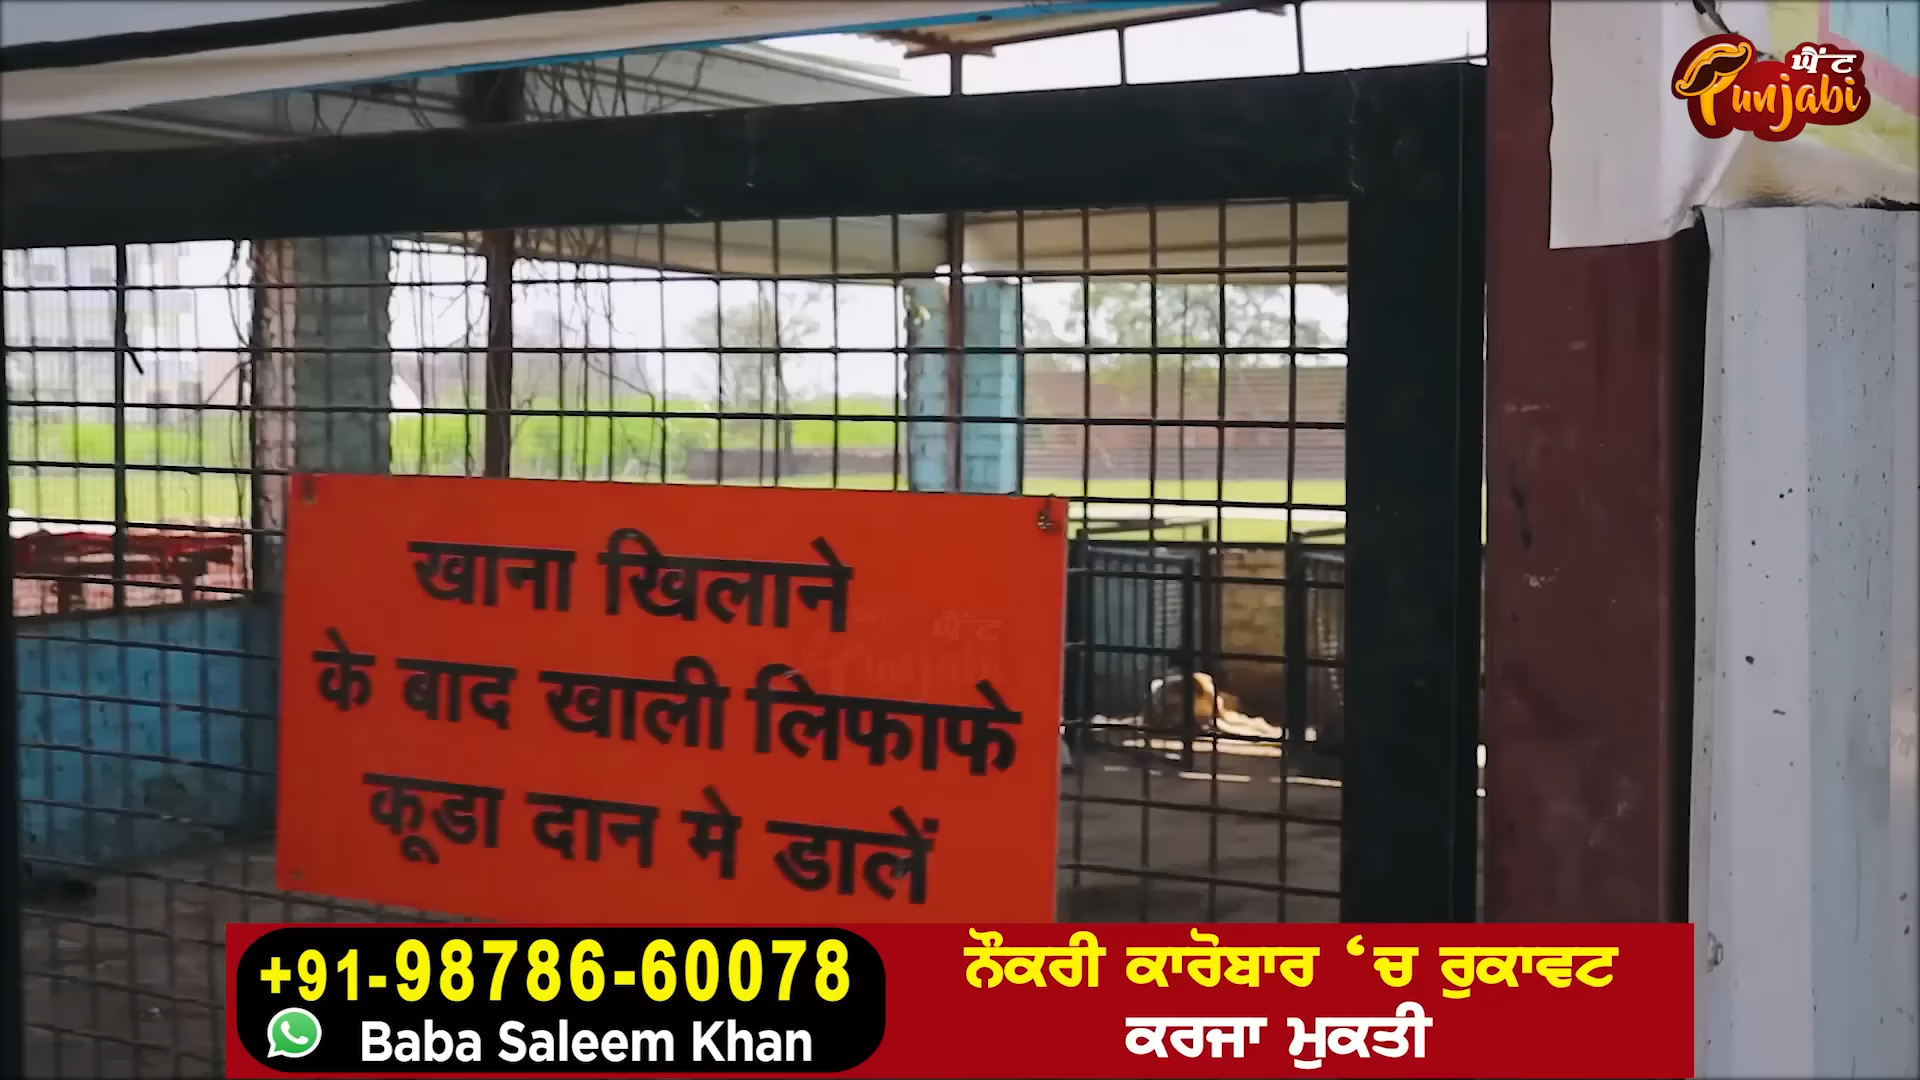 ਘੈਂਟ
Punjabi
खाना खिलाने
के बाद खाली लिफाफे
कूडा दान मे डालें
+91-98786-60078
Baba Saleem Khan
ਨੌਕਰੀ ਕਾਰੋਬਾਰ ‘ਚ ਰੁਕਾਵਟ
ਕਰਜਾ ਮੁਕਤੀ